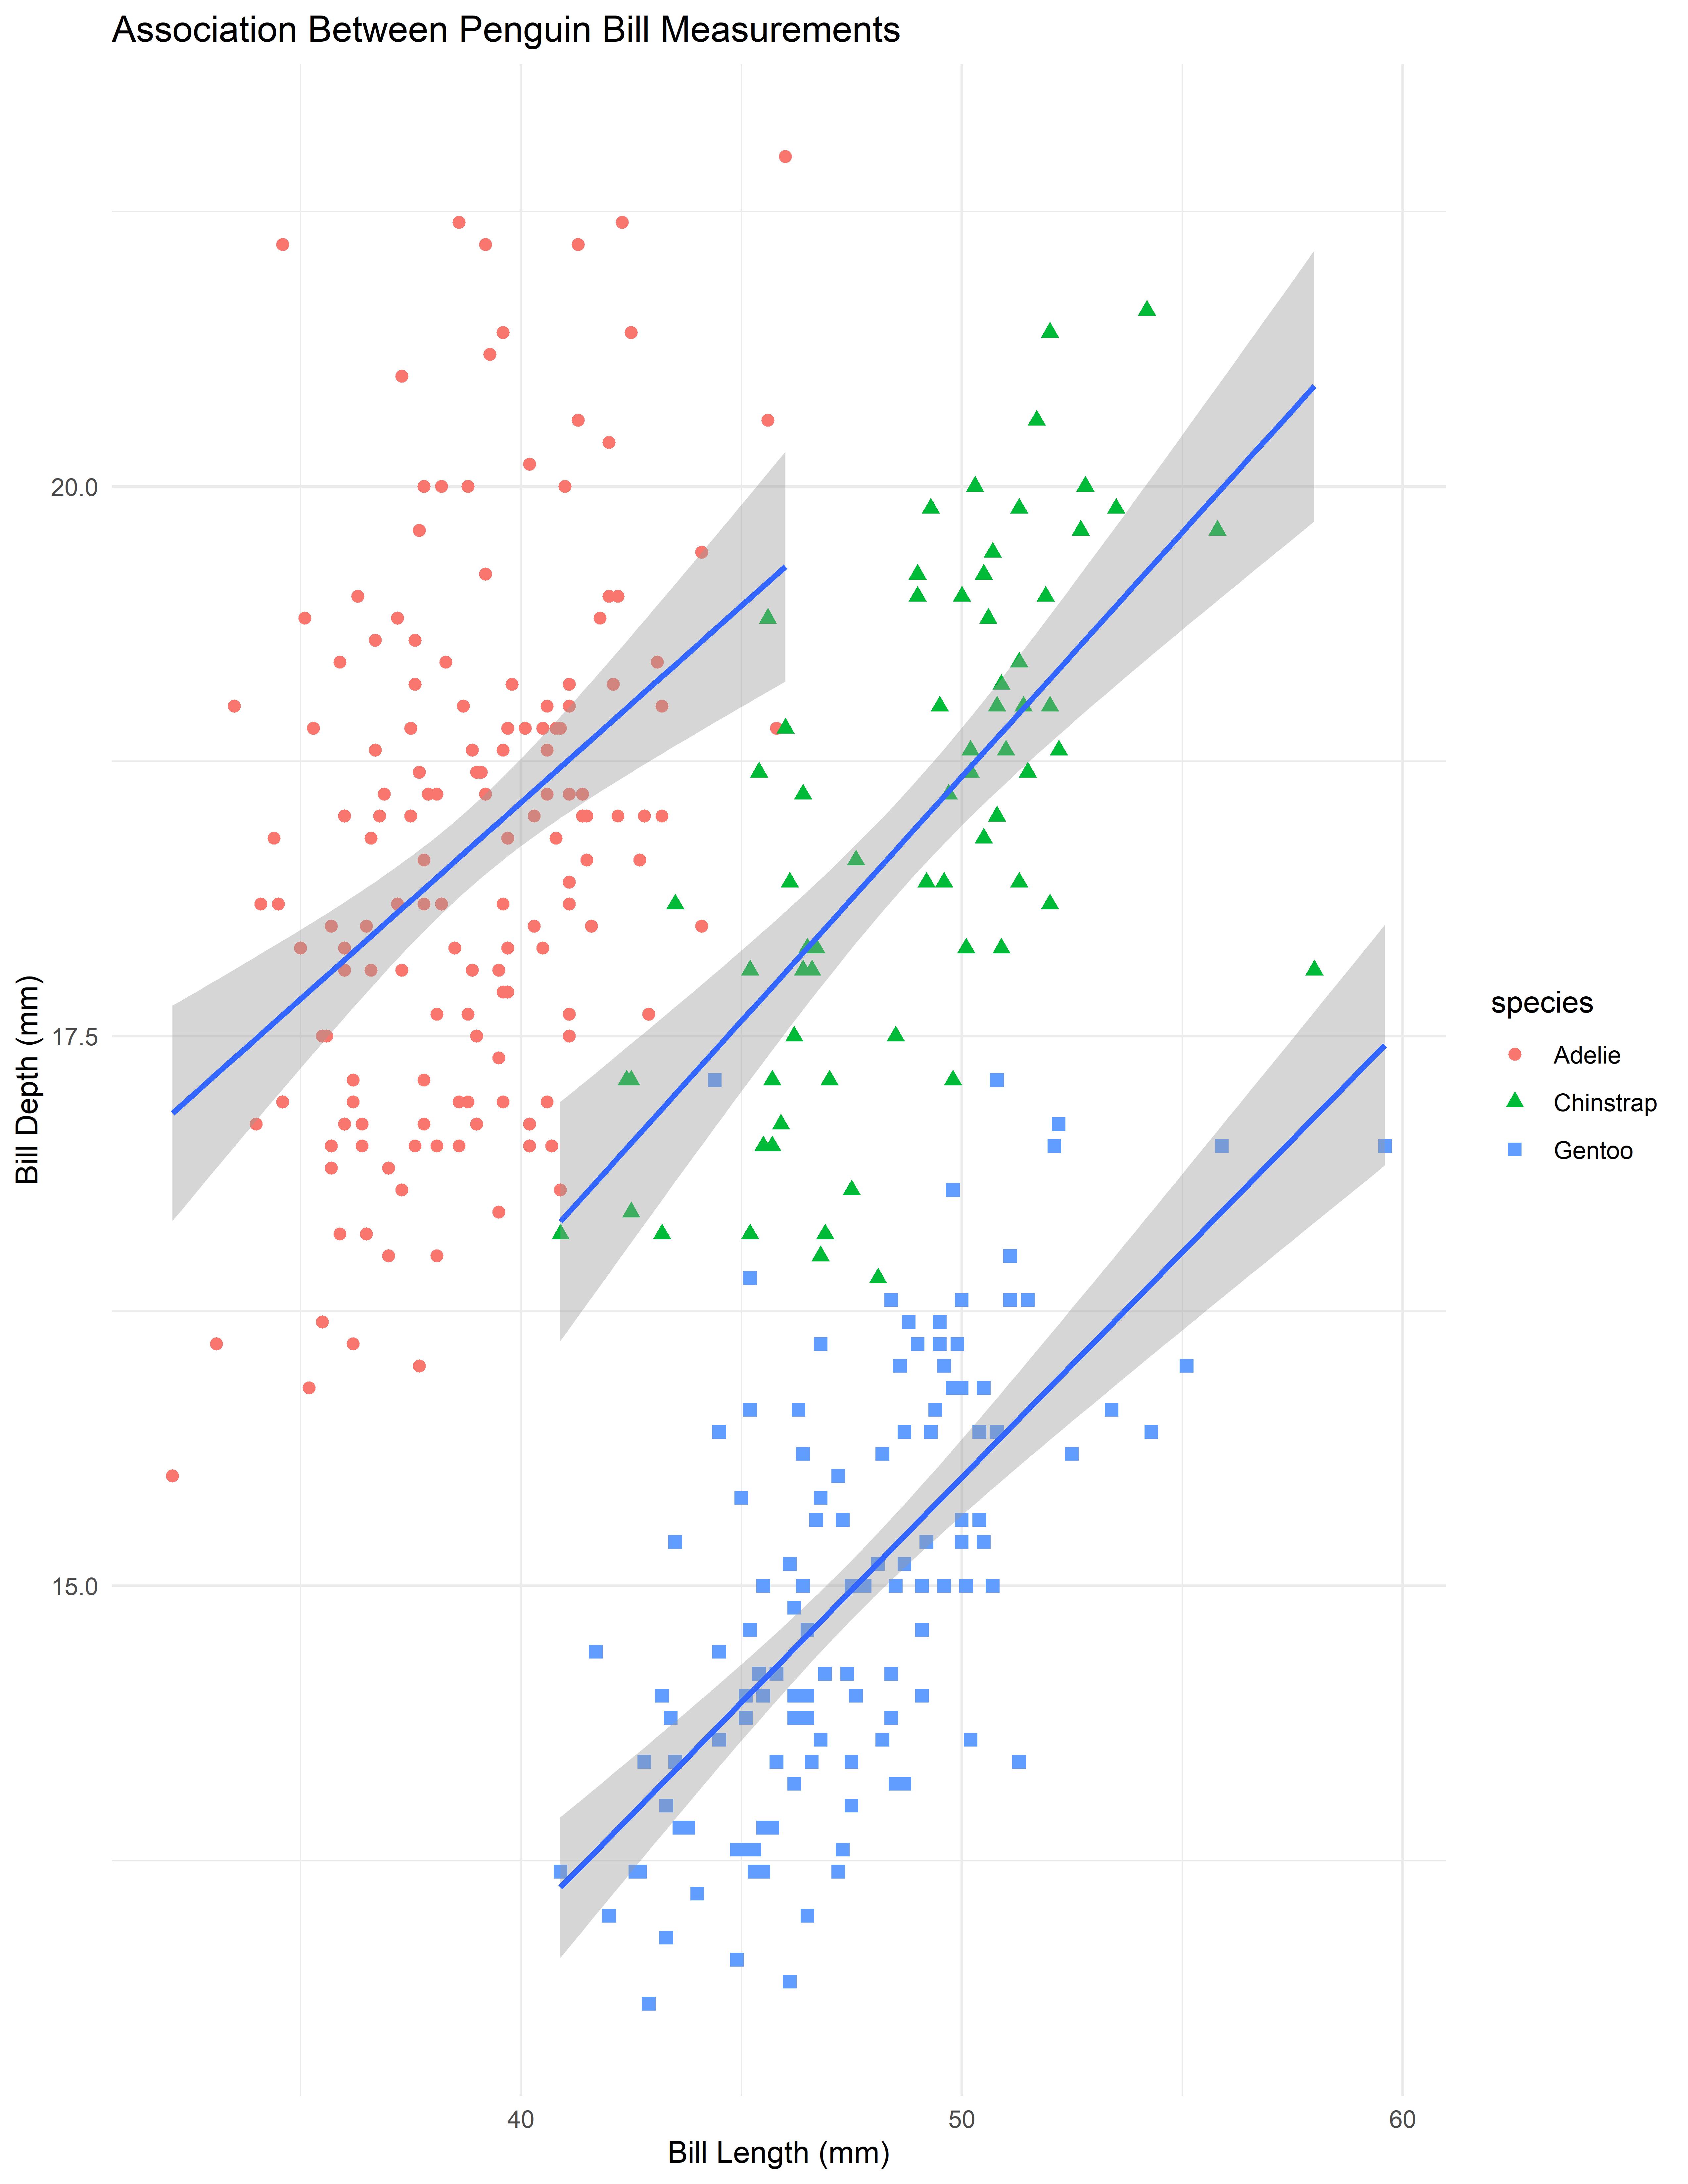 Association Between Penguin Bill Measurements
Bill Depth (mm)
20.0
17.5
15.0
40
50
60
Bill Length (mm)
species
Adelie
Chinstrap
Gentoo